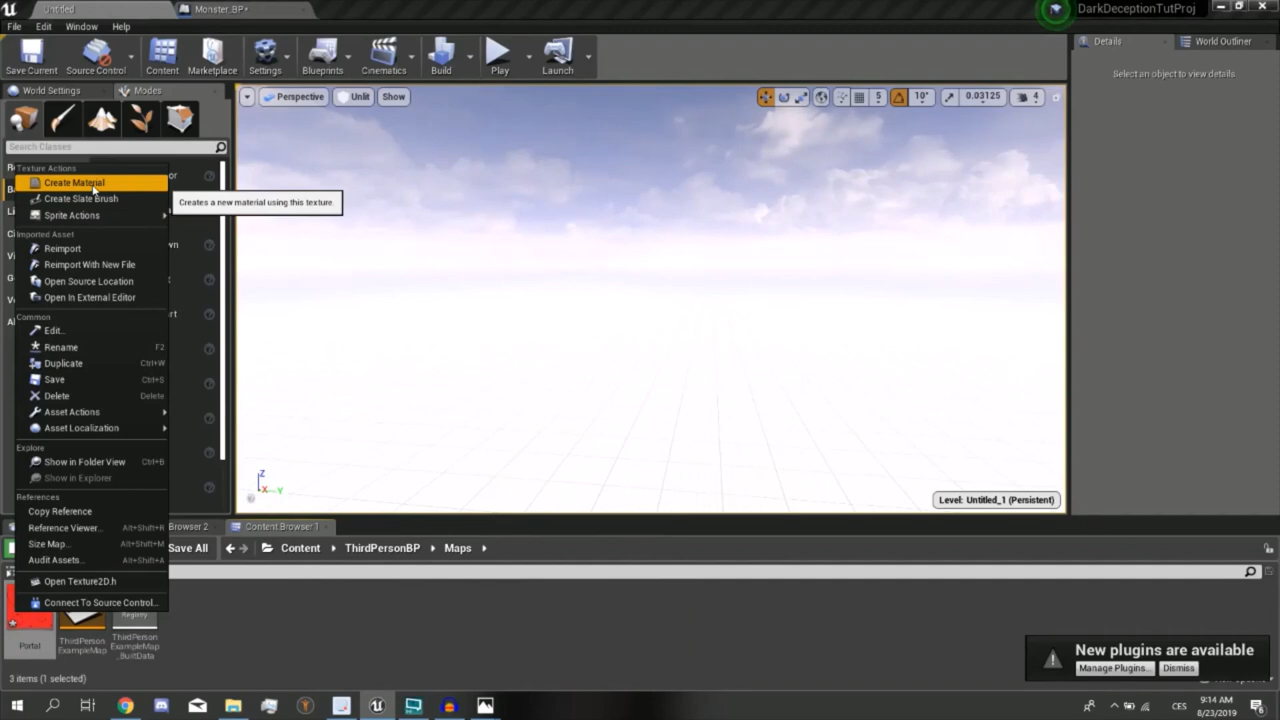 Untitled
Monster_BP*
DarkDeceptionTutProj
File Edit Window Help
Save Current
Source Control
Content
Marketplace
Settings
Blueprints
Cinematics
Build
Play
Launch
Details
World Outliner
Select an object to view details.
World Settings
Modes
Search Classes
Perspective
Unlit
Show
5
10°
0.03125
4
Texture Actions
Create Material
Creates a new material using this texture.
Create Slate Brush
Sprite Actions
Imported Asset
Reimport
Reimport With New File
Open Source Location
Open In External Editor
Common
Edit...
Rename F2
Duplicate Ctrl+W
Save Ctrl+S
Delete Delete
Asset Actions
Asset Localization
Explore
Show in Folder View Ctrl+B
Show in Explorer
References
Copy Reference
Reference Viewer... Alt+Shift+R
Size Map... Alt+Shift+M
Audit Assets... Alt+Shift+A
Open Texture2D.h
Connect To Source Control...
Z
X Y
Level: Untitled_1 (Persistent)
Browser 2
Content Browser 1
Save All
Content
ThirdPersonBP
Maps
Portal
ThirdPerson
ExampleMap
Registry
ThirdPerson
ExampleMap
_BuiltData
3 items (1 selected)
New plugins are available
Manage Plugins...
Dismiss
CES
9:14 AM
8/23/2019